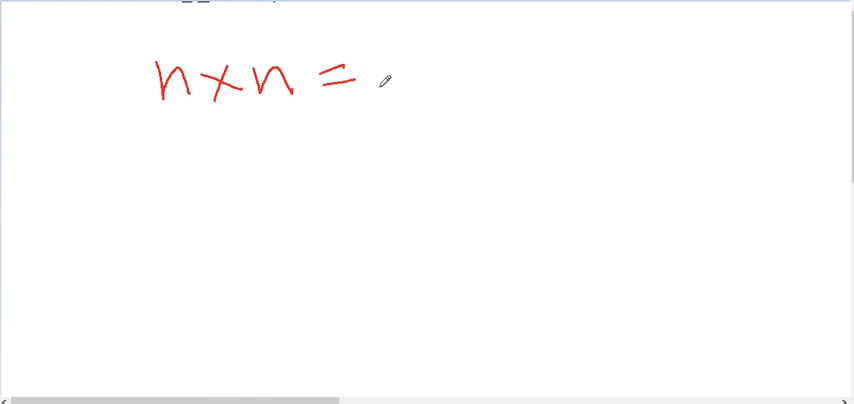 n × n =